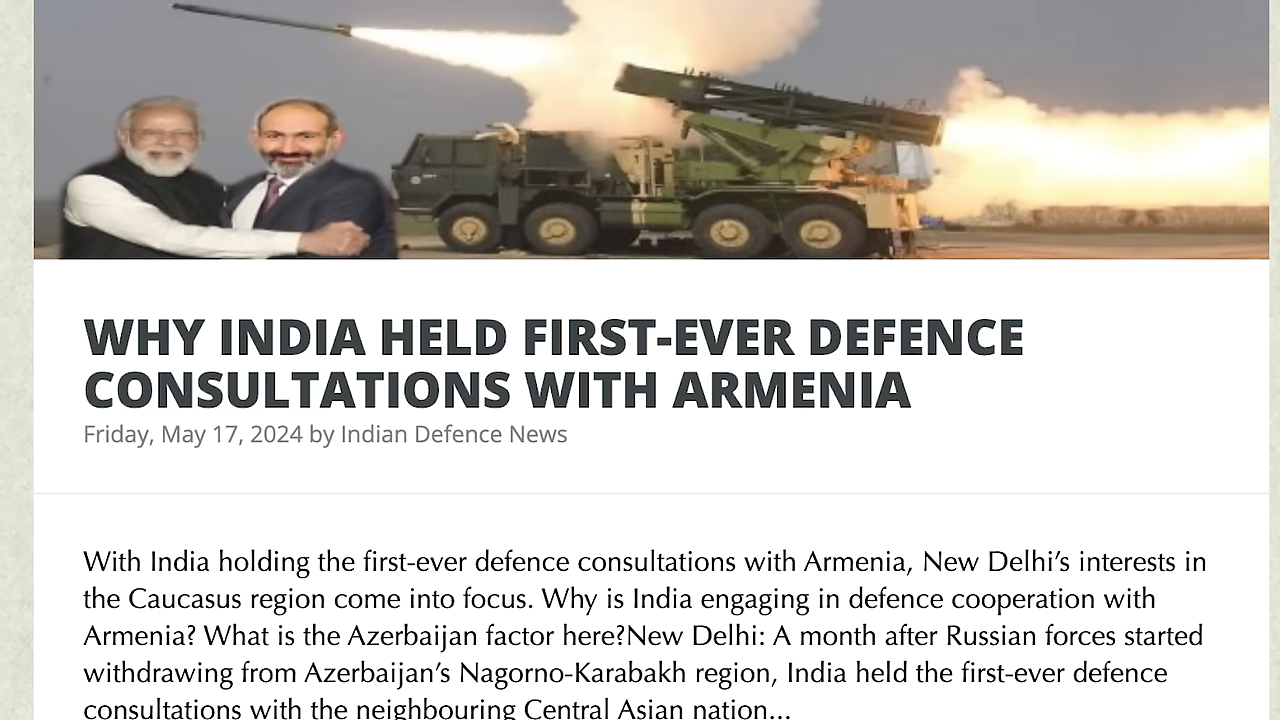 WHY INDIA HELD FIRST-EVER DEFENCE
CONSULTATIONS WITH ARMENIA
Friday, May 17, 2024 by Indian Defence News
With India holding the first-ever defence consultations with Armenia, New Delhi’s interests in
the Caucasus region come into focus. Why is India engaging in defence cooperation with
Armenia? What is the Azerbaijan factor here?New Delhi: A month after Russian forces started
withdrawing from Azerbaijan’s Nagorno-Karabakh region, India held the first-ever defence
consultations with the neighbouring Central Asian nation...